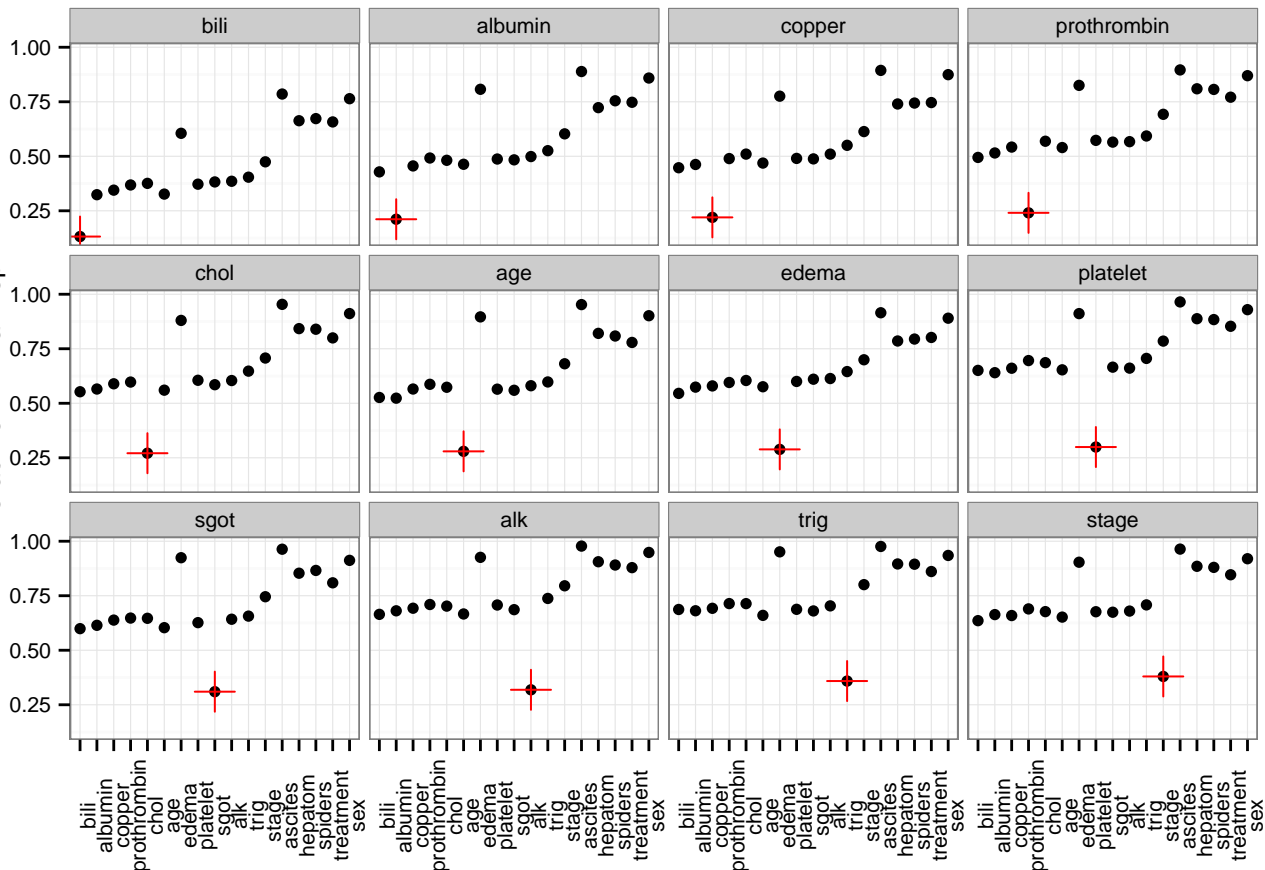 bili albumin copper prothrombin
1.00
0.75
0.50
0.25
chol age edema platelet
1.00
0.75
0.50
0.25
sgot alk trig stage
1.00
0.75
0.50
0.25
bili albumin copper prothrombin chol age edema platelet sgot alk trig stage ascites hepatom spiders treatment sex
bili albumin copper prothrombin chol age edema platelet sgot alk trig stage ascites hepatom spiders treatment sex
bili albumin copper prothrombin chol age edema platelet sgot alk trig stage ascites hepatom spiders treatment sex
bili albumin copper prothrombin chol age edema platelet sgot alk trig stage ascites hepatom spiders treatment sex